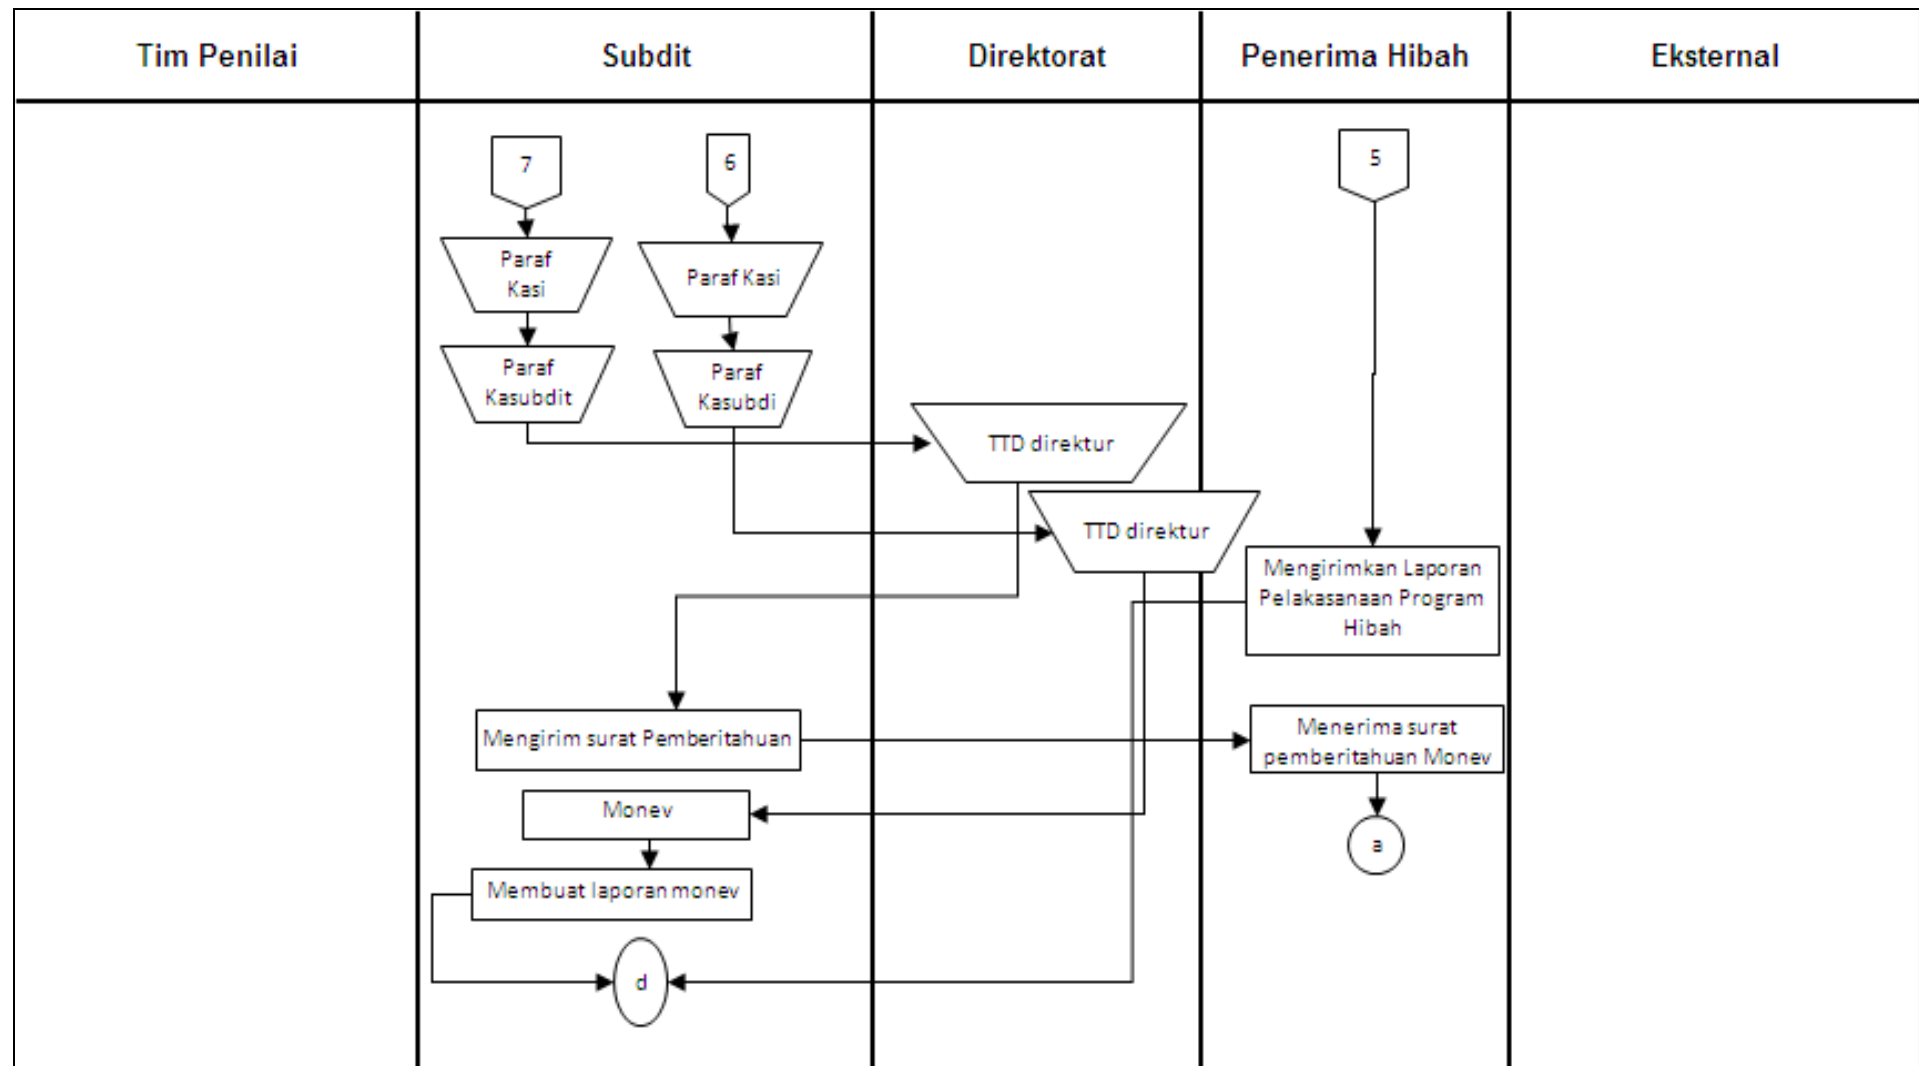 Tim Penilai
Subdit
Direktorat
Penerima Hibah
Eksternal
7
6
5
Paraf
Kasi
Paraf Kasi
Paraf
Kasubdit
Paraf
Kasubdi
TTD direktur
TTD direktur
Mengirimkan Laporan
Pelakasanaan Program
Hibah
Mengirim surat Pemberitahuan
Menerima surat
pemberitahuan Monev
Monev
a
Membuat laporan monev
d